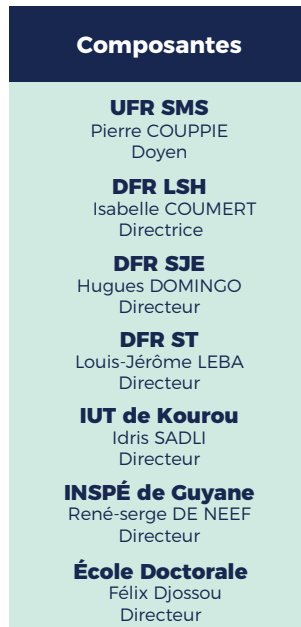 Composantes
UFR SMS
Pierre COUPPIE
Doyen
DFR LSH
Isabelle COUMERT
Directrice
DFR SJE
Hugues DOMINGO
Directeur
DFR ST
Louis-Jérôme LEBA
Directeur
IUT de Kourou
Idris SADLI
Directeur
INSPÉ de Guyane
René-serge DE NEEF
Directeur
École Doctorale
Félix Djossou
Directeur